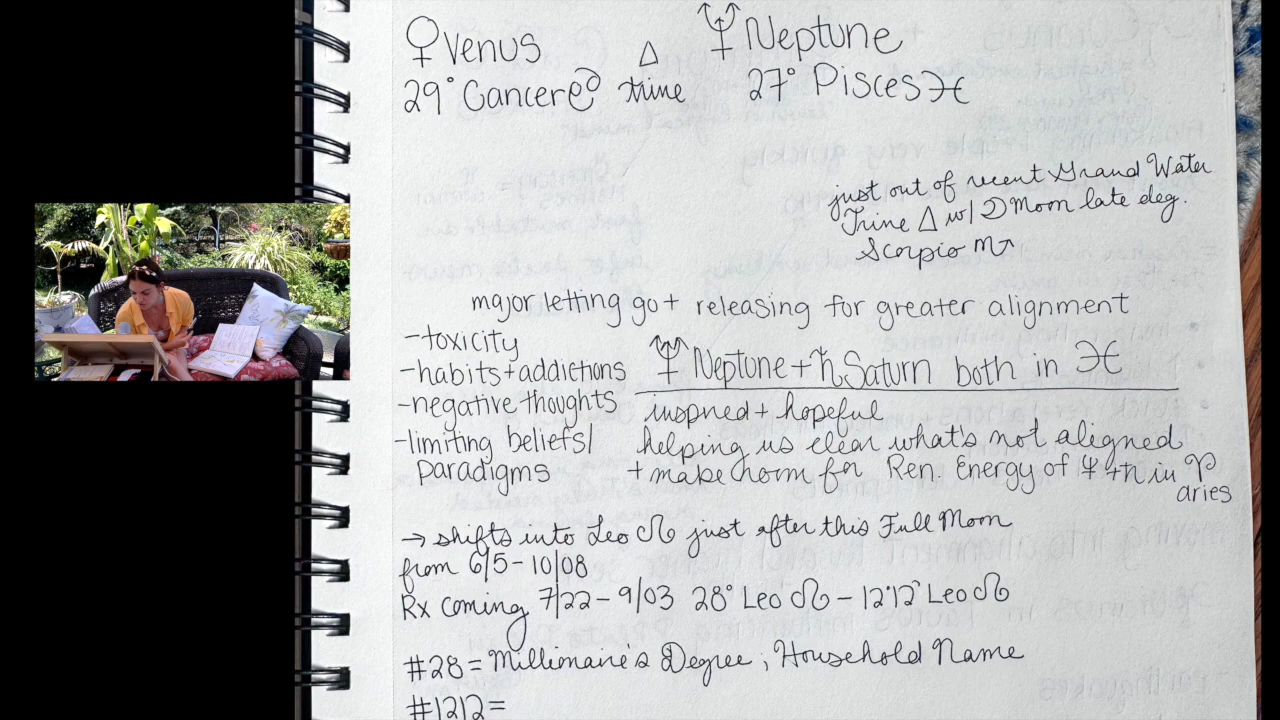 ♀Venus △ ♆ Neptune
29° Cancer♋ trine 27° Pisces♓
just out of recent Grand Water
Trine △ w/ ☽ Moon late deg.
Scorpio ♏
major letting go + releasing for greater alignment
-toxicity
-habits+addictions
-negative thoughts
-limiting beliefs/
paradigms
♆ Neptune + ♄ Saturn both in ♓
inspired + hopeful
helping us clear what's not aligned
+ make room for Ren. Energy of ♆ + ♄ in ♈
aries
→ shifts into Leo ♌ just after this Full Moon
from 6/5 - 10/08
Rx coming 7/22 - 9/03 28° Leo ♌ - 12°12' Leo ♌
#28 = Millionaire's Degree, Household Name
#1212=